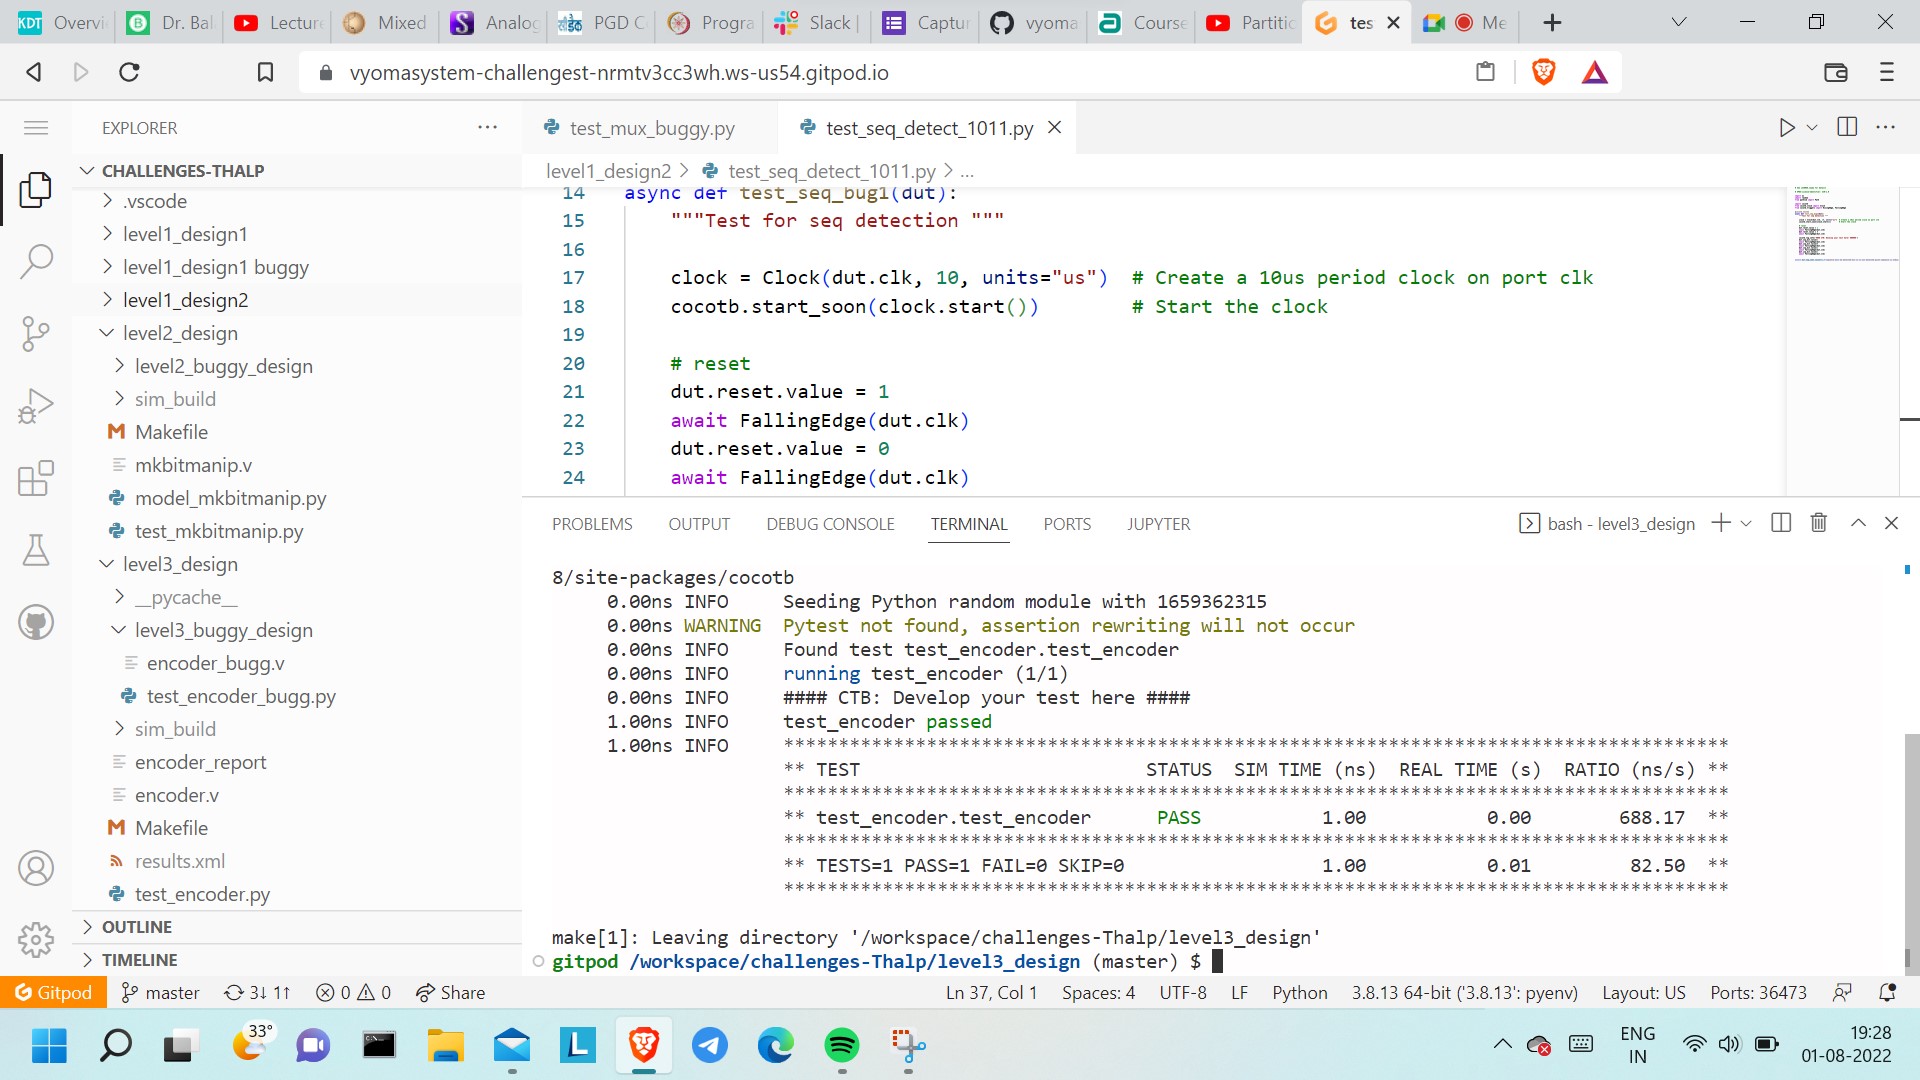 Overvi
Dr. Bal
Lectur
Mixed
Analog
PGD C
Progra
Slack |
Captur
vyoma
Course
Partitic
tes
Me
vyomasystem-challengest-nrmtv3cc3wh.ws-us54.gitpod.io
EXPLORER
CHALLENGES-THALP
.vscode
level1_design1
level1_design1 buggy
level1_design2
level2_design
level2_buggy_design
sim_build
Makefile
mkbitmanip.v
model_mkbitmanip.py
test_mkbitmanip.py
level3_design
__pycache__
level3_buggy_design
encoder_bugg.v
test_encoder_bugg.py
sim_build
encoder_report
encoder.v
Makefile
results.xml
test_encoder.py
OUTLINE
TIMELINE
test_mux_buggy.py
test_seq_detect_1011.py
level1_design2 > test_seq_detect_1011.py > ...
14 async def test_seq_bug1(dut):
15 """Test for seq detection """
16
17 clock = Clock(dut.clk, 10, units="us") # Create a 10us period clock on port clk
18 cocotb.start_soon(clock.start()) # Start the clock
19
20 # reset
21 dut.reset.value = 1
22 await FallingEdge(dut.clk)
23 dut.reset.value = 0
24 await FallingEdge(dut.clk)
PROBLEMS OUTPUT DEBUG CONSOLE TERMINAL PORTS JUPYTER
bash - level3_design
8/site-packages/cocotb
0.00ns INFO Seeding Python random module with 1659362315
0.00ns WARNING Pytest not found, assertion rewriting will not occur
0.00ns INFO Found test test_encoder.test_encoder
0.00ns INFO running test_encoder (1/1)
0.00ns INFO #### CTB: Develop your test here ####
1.00ns INFO test_encoder passed
1.00ns INFO **************************************************************************************
** TEST STATUS SIM TIME (ns) REAL TIME (s) RATIO (ns/s) **
**************************************************************************************
** test_encoder.test_encoder PASS 1.00 0.00 688.17 **
**************************************************************************************
** TESTS=1 PASS=1 FAIL=0 SKIP=0 1.00 0.01 82.50 **
**************************************************************************************
make[1]: Leaving directory '/workspace/challenges-Thalp/level3_design'
gitpod /workspace/challenges-Thalp/level3_design (master) $
Gitpod master 3↓ 1↑ 0 0 Share
Ln 37, Col 1 Spaces: 4 UTF-8 LF Python 3.8.13 64-bit ('3.8.13': pyenv) Layout: US Ports: 36473
33°
ENG
IN
19:28
01-08-2022